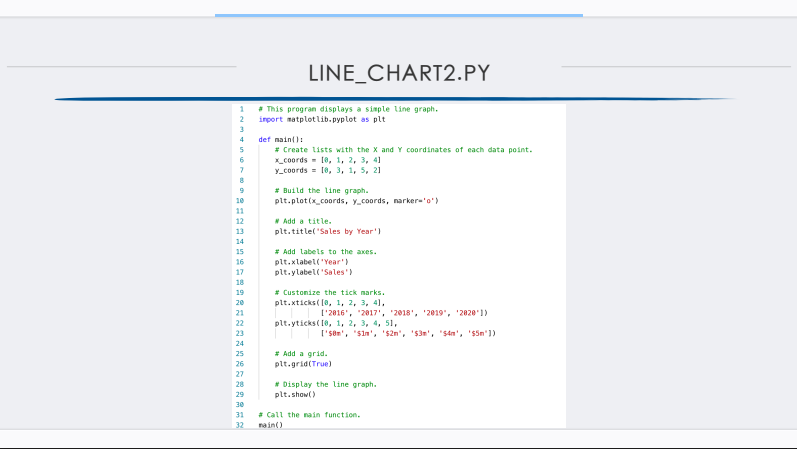 LINE_CHART2.PY
1 # This program displays a simple line graph.
2 import matplotlib.pyplot as plt
3
4 def main():
5     # Create lists with the X and Y coordinates of each data point.
6     x_coords = [0, 1, 2, 3, 4]
7     y_coords = [0, 3, 1, 5, 2]
8
9     # Build the line graph.
10     plt.plot(x_coords, y_coords, marker='o')
11
12     # Add a title.
13     plt.title('Sales by Year')
14
15     # Add labels to the axes.
16     plt.xlabel('Year')
17     plt.ylabel('Sales')
18
19     # Customize the tick marks.
20     plt.xticks([0, 1, 2, 3, 4],
21                ['2016', '2017', '2018', '2019', '2020'])
22     plt.yticks([0, 1, 2, 3, 4, 5],
23                ['$0m', '$1m', '$2m', '$3m', '$4m', '$5m'])
24
25     # Add a grid.
26     plt.grid(True)
27
28     # Display the line graph.
29     plt.show()
30
31 # Call the main function.
32 main()